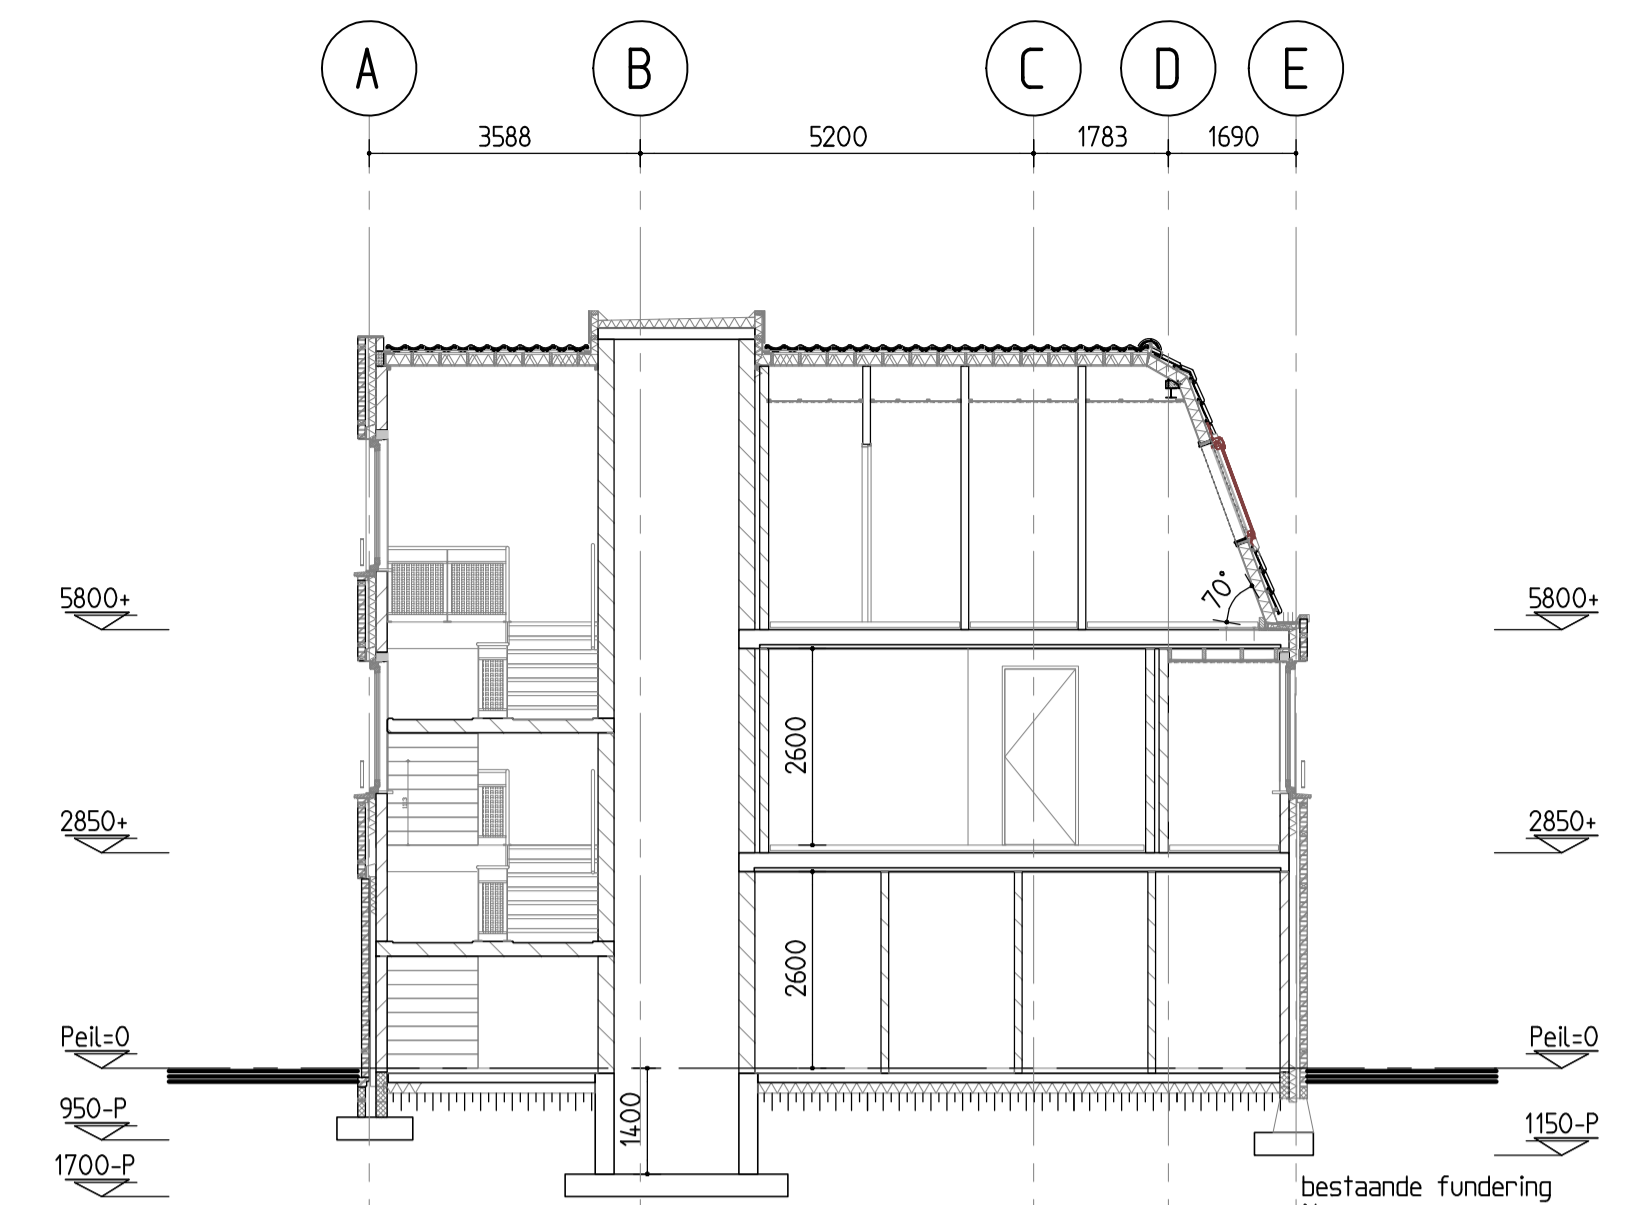 A B C D E
3588 5200 1783 1690
70°
5800+ 5800+
2600
2850+ 2850+
2600
Peil=0 Peil=0
1400
950-P 1150-P
1700-P
bestaande fundering